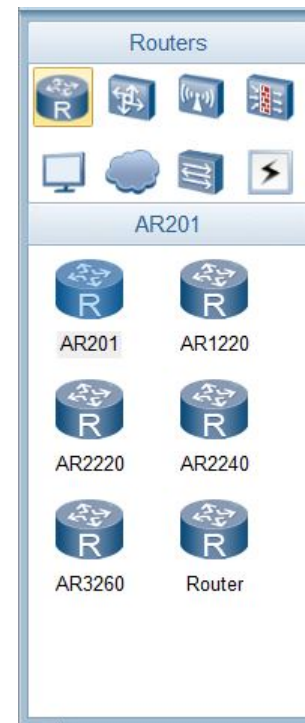 Routers
R
AR201
R R
AR201 AR1220
R R
AR2220 AR2240
R R
AR3260 Router